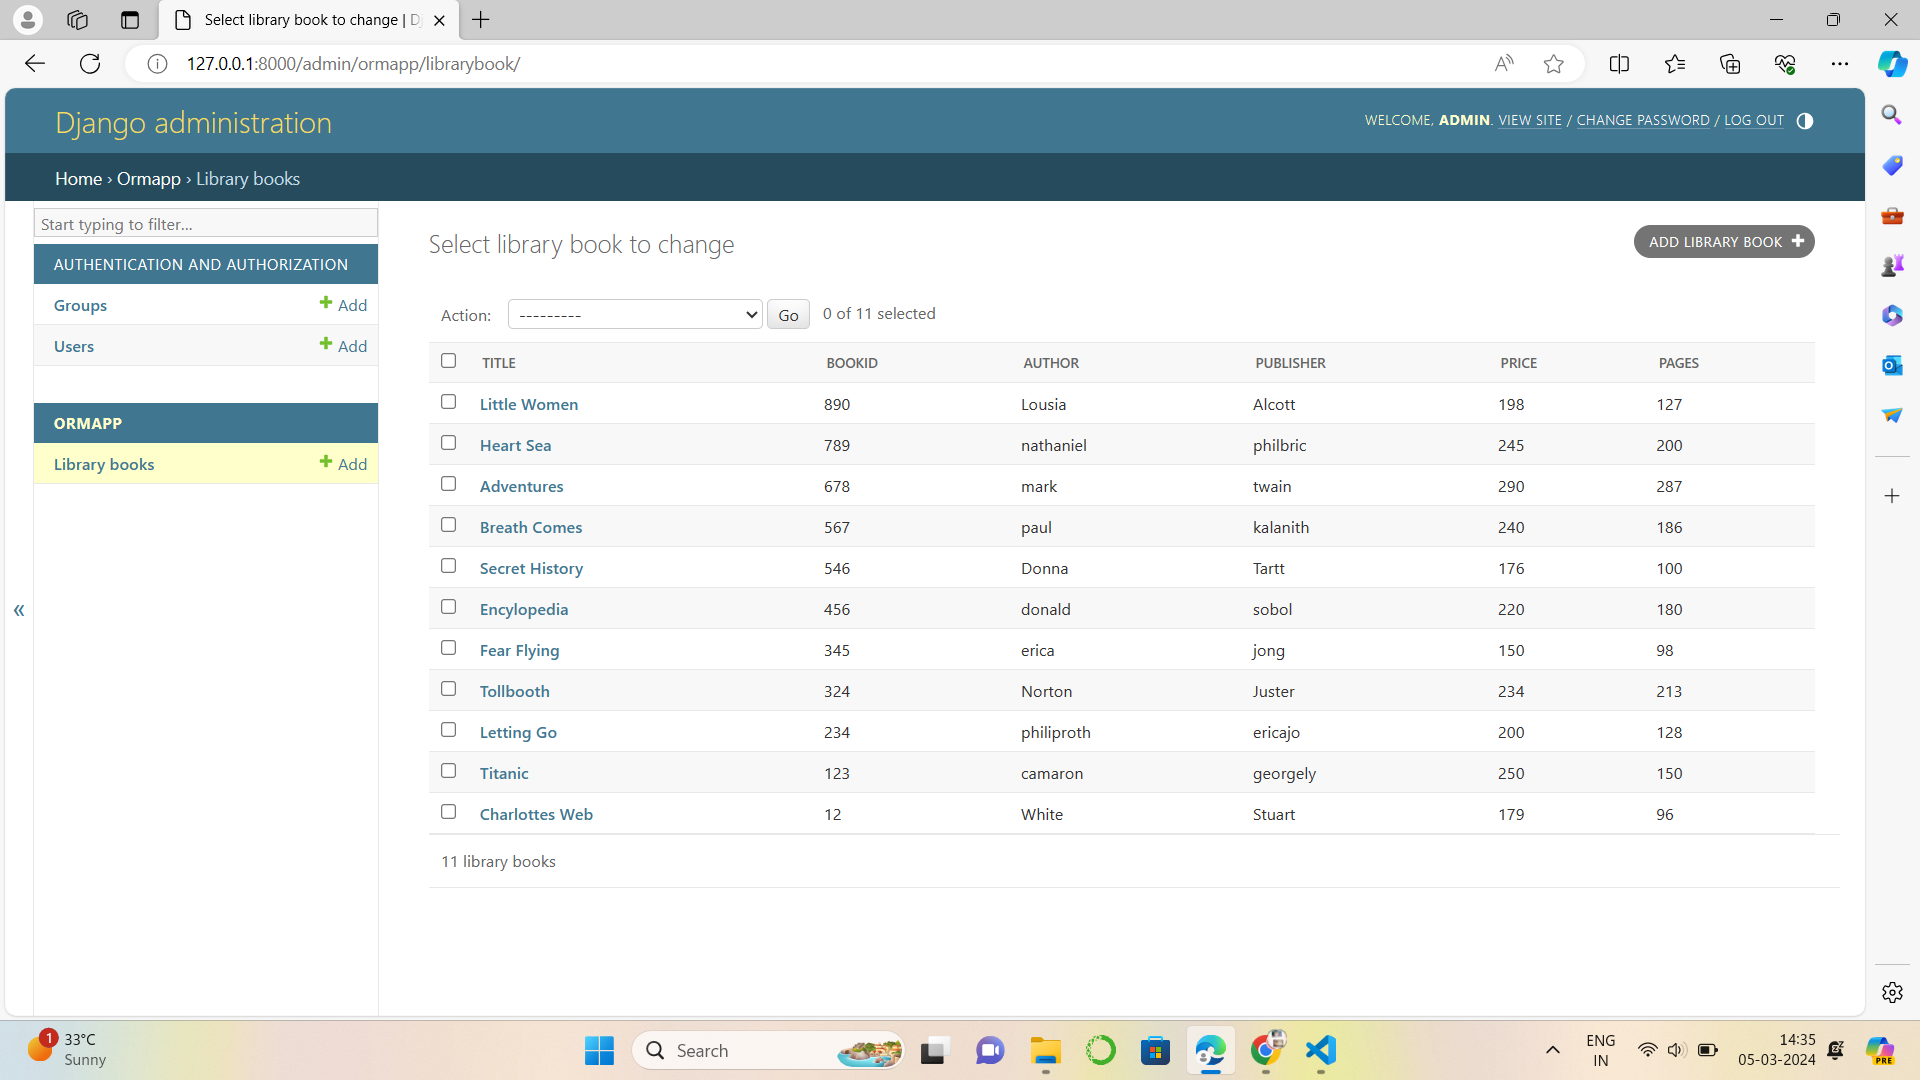 Select library book to change | D
127.0.0.1:8000/admin/ormapp/librarybook/
Django administration
WELCOME, ADMIN. VIEW SITE / CHANGE PASSWORD / LOG OUT
Home › Ormapp › Library books
Start typing to filter...
AUTHENTICATION AND AUTHORIZATION
Groups + Add
Users + Add
ORMAPP
Library books + Add
«
Select library book to change
ADD LIBRARY BOOK +
Action: --------- Go 0 of 11 selected
TITLE BOOKID AUTHOR PUBLISHER PRICE PAGES
Little Women 890 Lousia Alcott 198 127
Heart Sea 789 nathaniel philbric 245 200
Adventures 678 mark twain 290 287
Breath Comes 567 paul kalanith 240 186
Secret History 546 Donna Tartt 176 100
Encylopedia 456 donald sobol 220 180
Fear Flying 345 erica jong 150 98
Tollbooth 324 Norton Juster 234 213
Letting Go 234 philiproth ericajo 200 128
Titanic 123 camaron georgely 250 150
Charlottes Web 12 White Stuart 179 96
11 library books
1
33°C
Sunny
Search
ENG
IN
14:35
05-03-2024
PRE